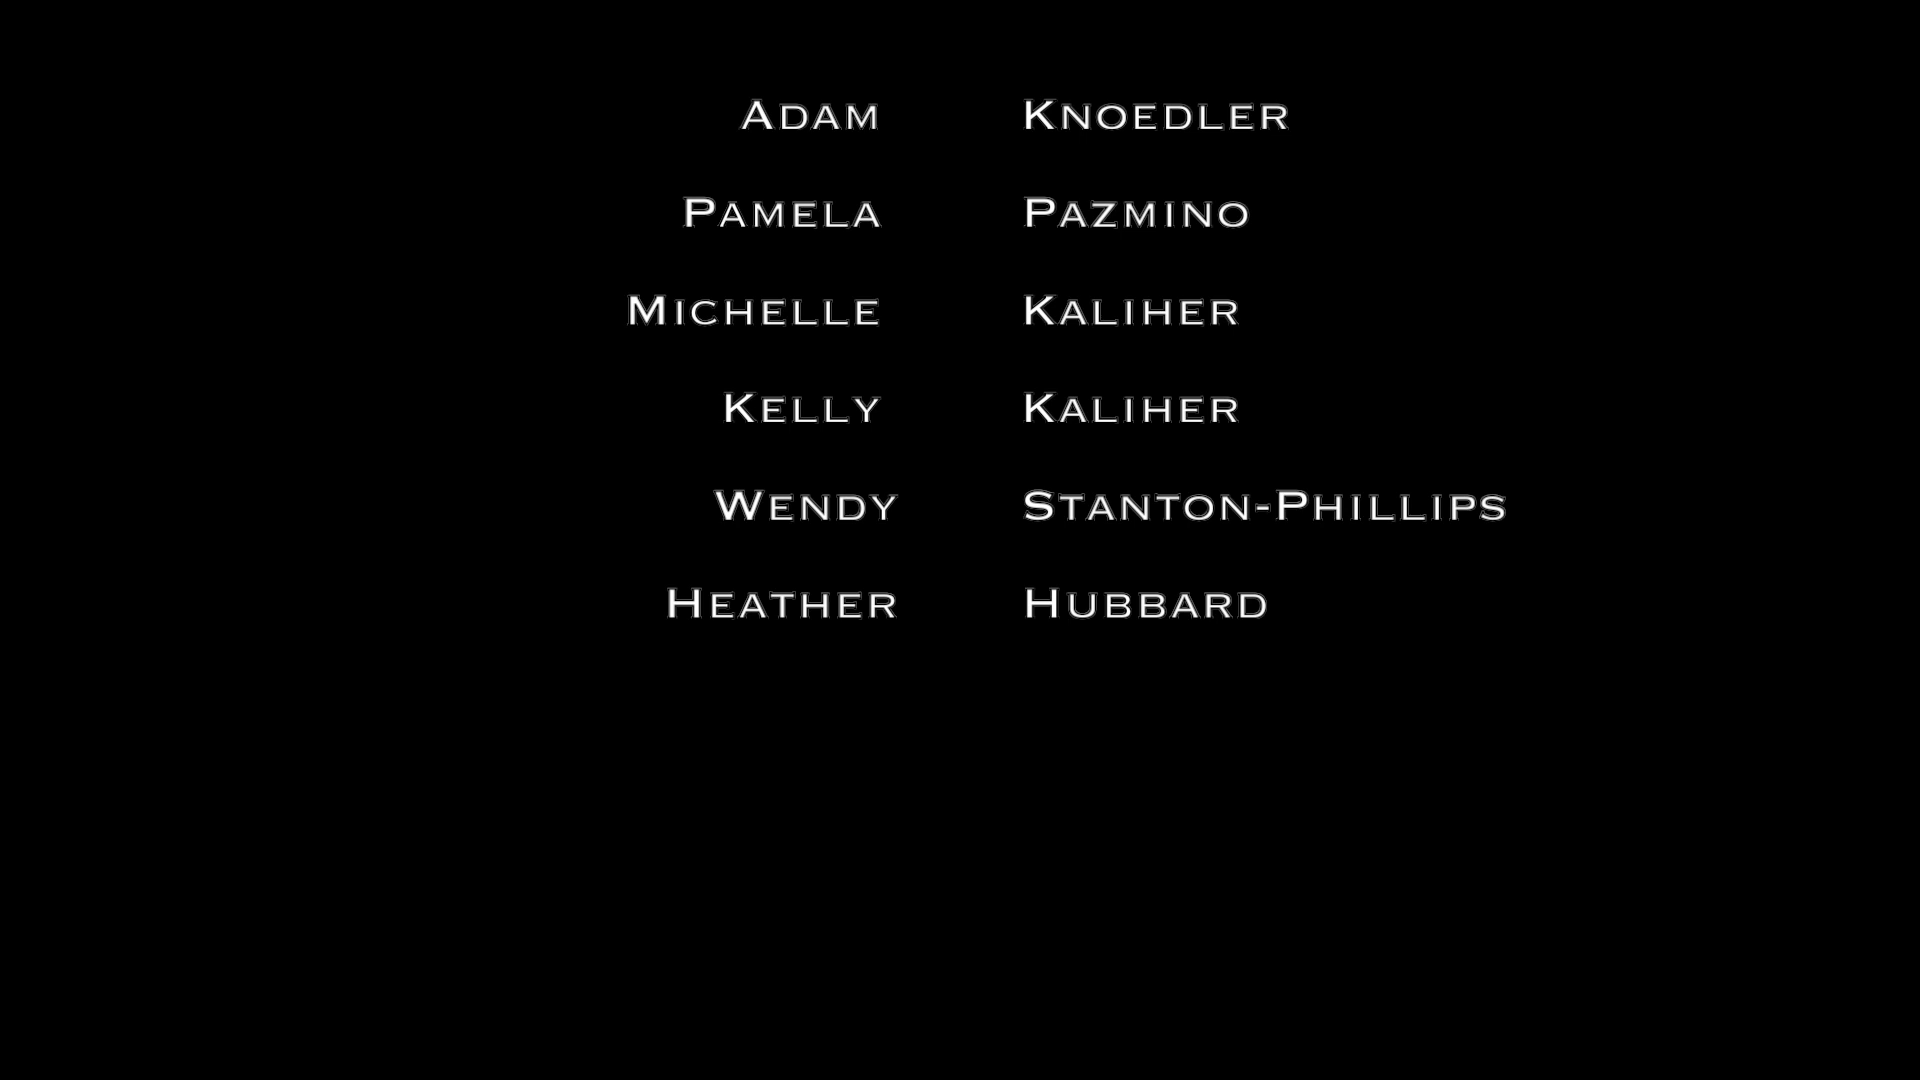 Adam Knoedler
Pamela Pazmino
Michelle Kaliher
Kelly Kaliher
Wendy Stanton-Phillips
Heather Hubbard